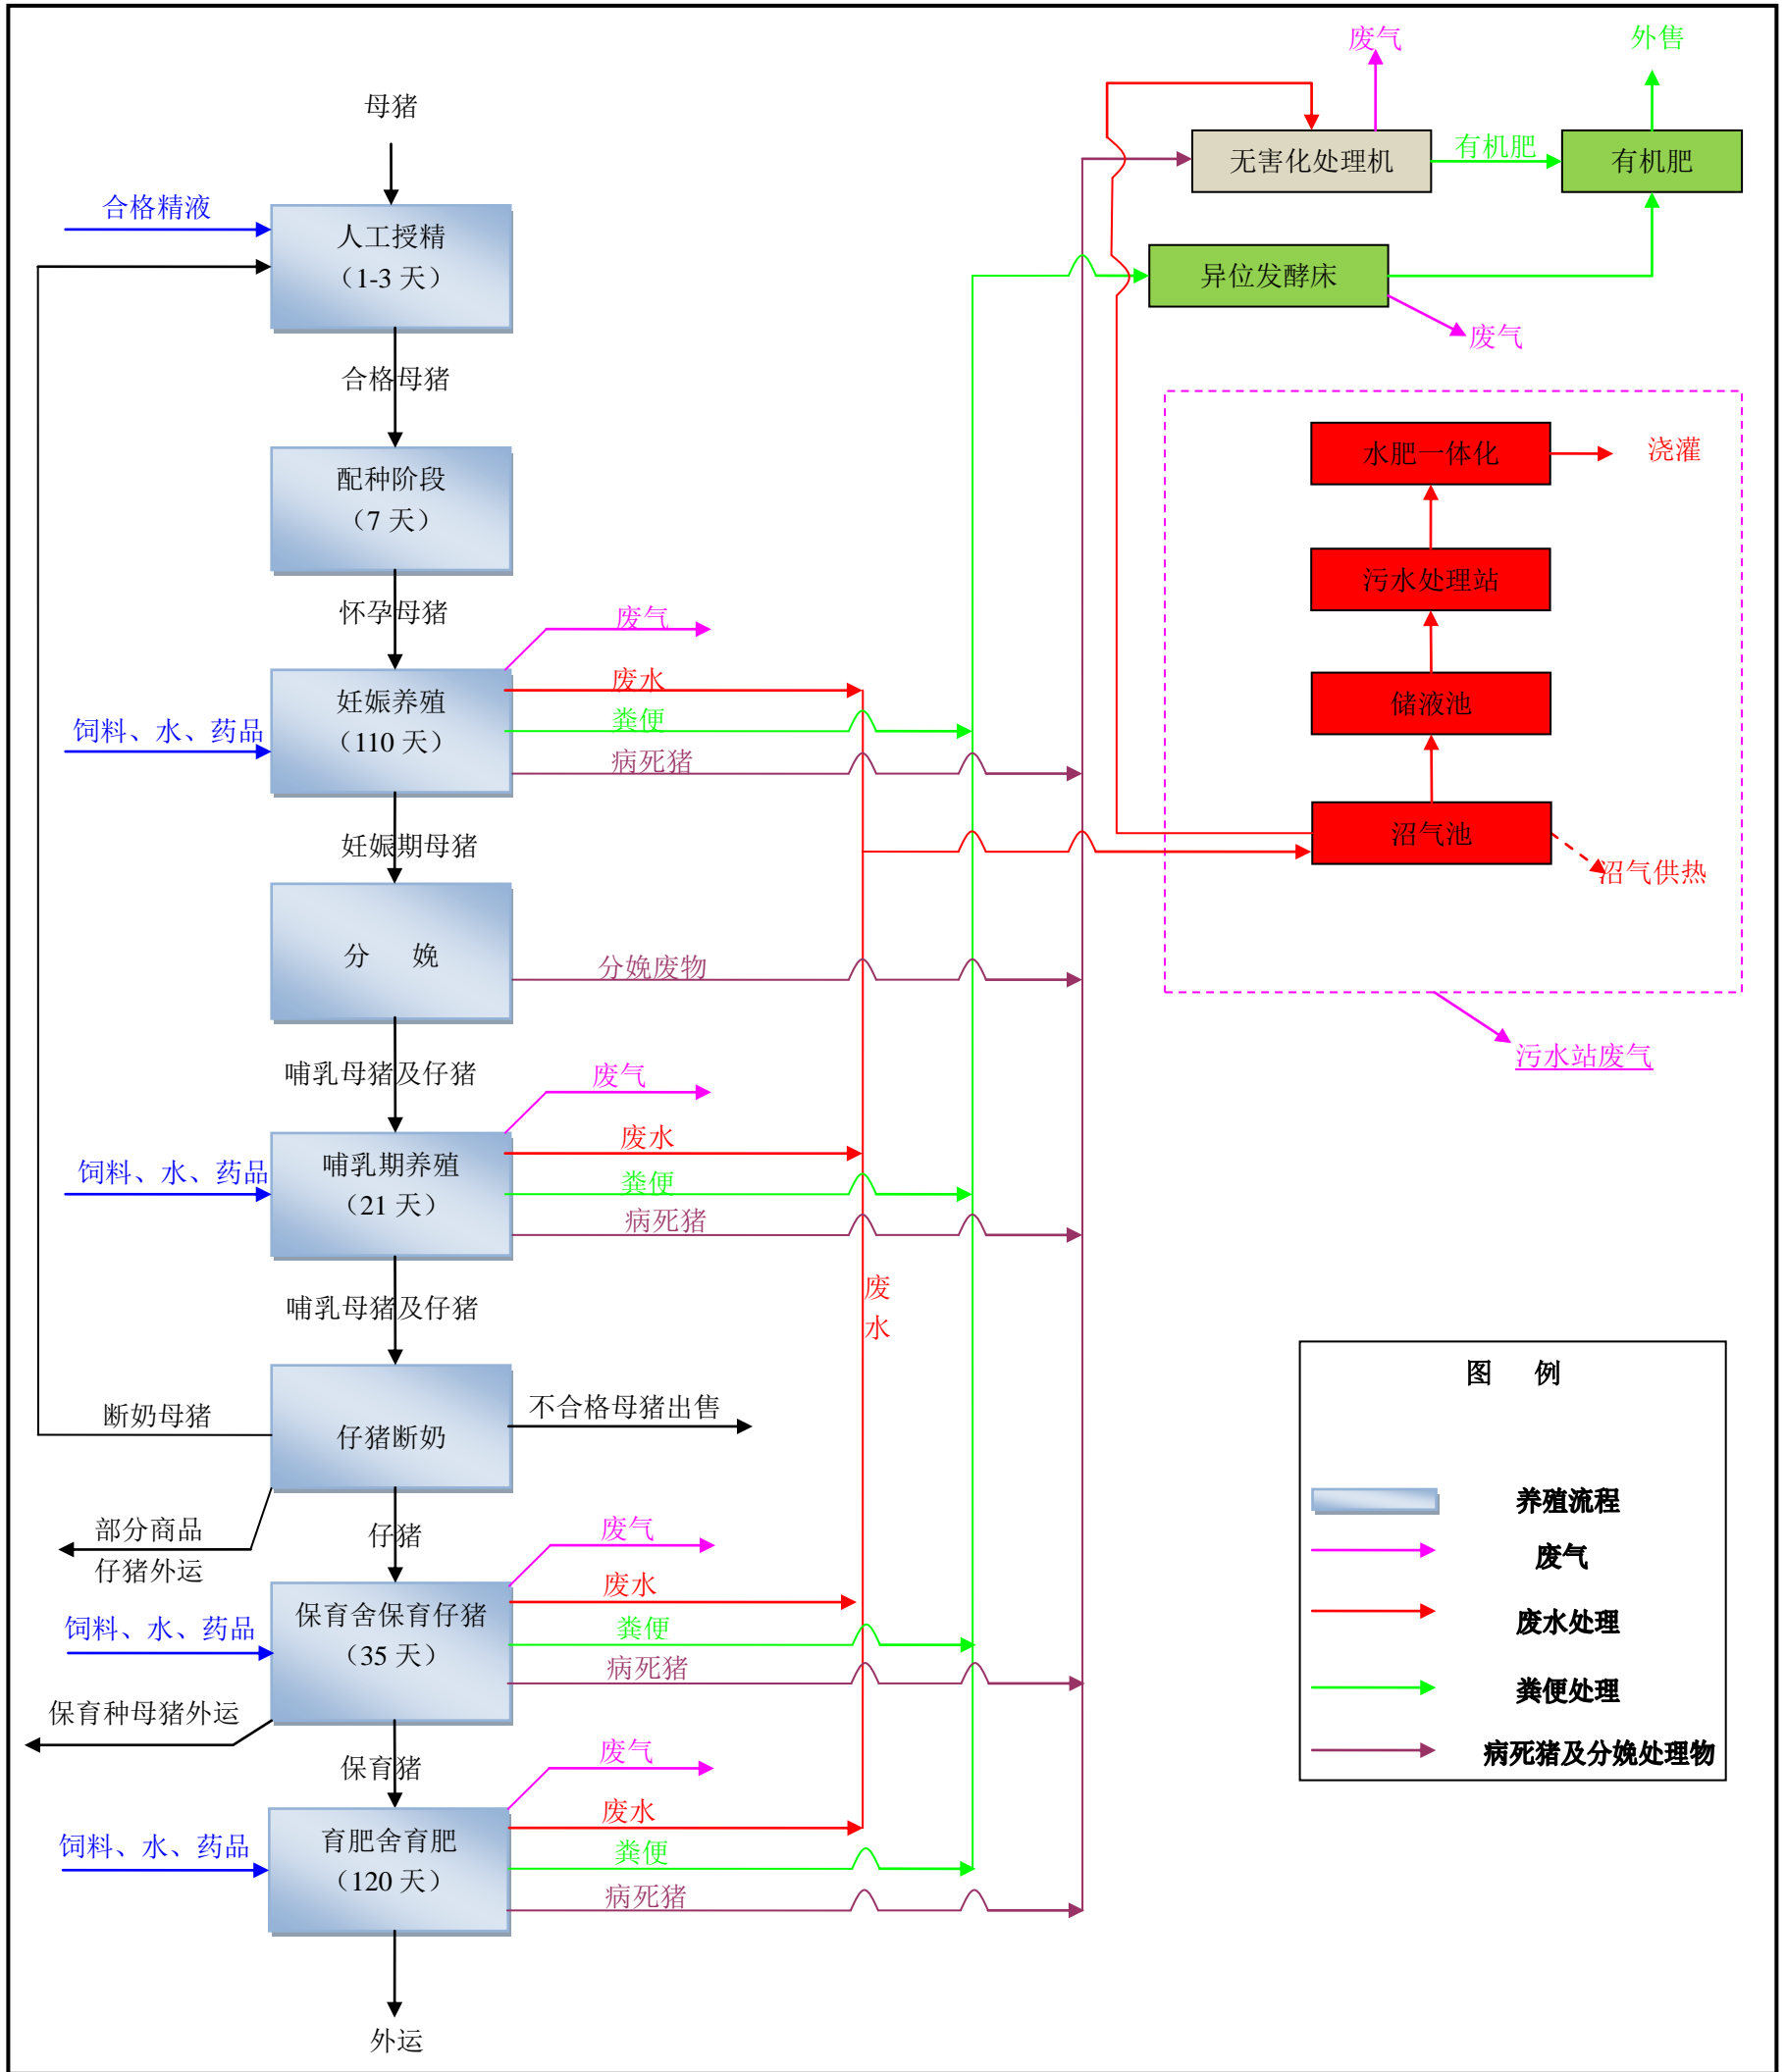 母猪
合格精液
人工授精
（1-3 天）
合格母猪
配种阶段
（7 天）
怀孕母猪
饲料、水、药品
妊娠养殖
（110 天）
废气
废水
粪便
病死猪
妊娠期母猪
分 娩
分娩废物
哺乳母猪及仔猪
饲料、水、药品
哺乳期养殖
（21 天）
废气
废水
粪便
病死猪
哺乳母猪及仔猪
废
水
断奶母猪
仔猪断奶
不合格母猪出售
部分商品
仔猪外运
仔猪
饲料、水、药品
保育舍保育仔猪
（35 天）
废气
废水
粪便
病死猪
保育种母猪外运
保育猪
饲料、水、药品
育肥舍育肥
（120 天）
废气
废水
粪便
病死猪
外运
废气
外售
无害化处理机
有机肥
有机肥
异位发酵床
废气
水肥一体化
浇灌
污水处理站
储液池
沼气池
沼气供热
污水站废气
图 例
养殖流程
废气
废水处理
粪便处理
病死猪及分娩处理物